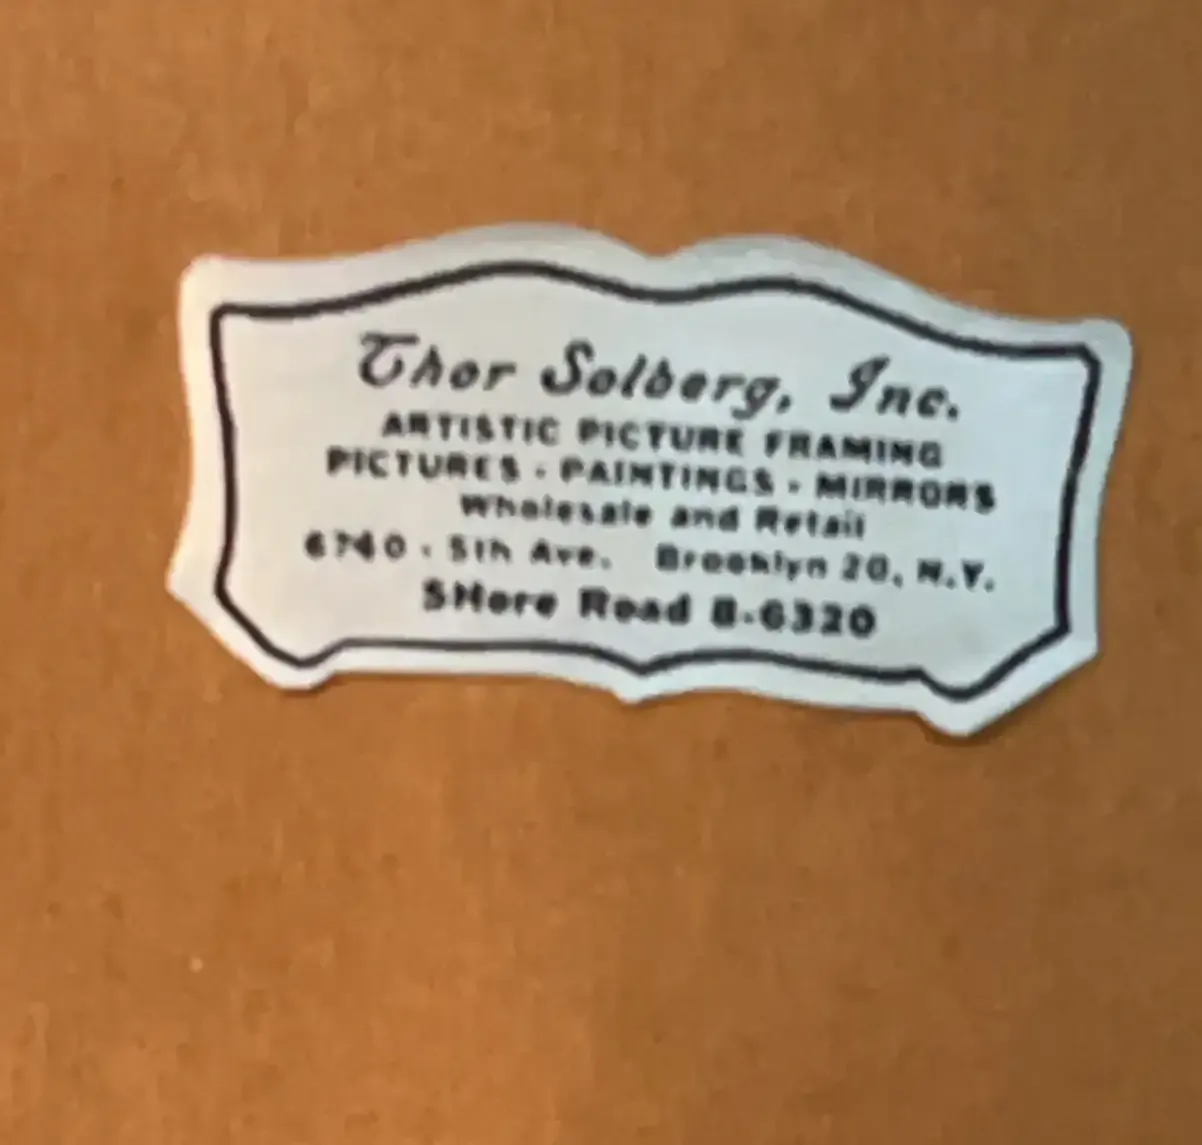 Thor Solberg, Inc.
ARTISTIC PICTURE FRAMING
PICTURES · PAINTINGS · MIRRORS
Wholesale and Retail
6740 · 5th Ave. Brooklyn 20, N.Y.
SHore Road 8-6320